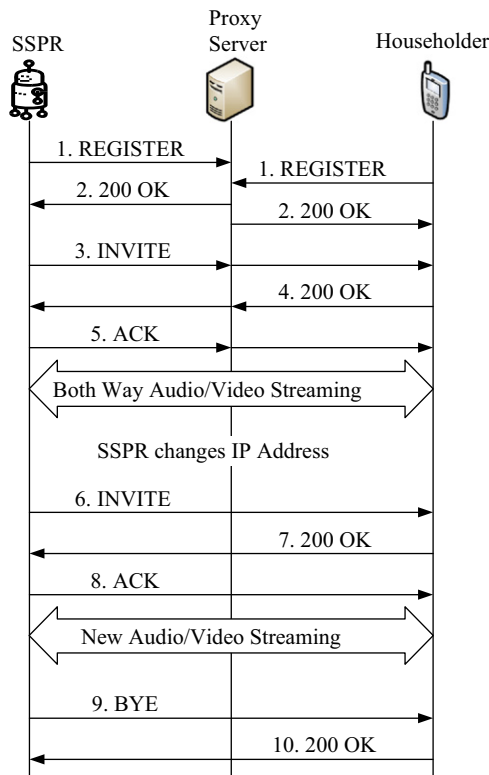 Proxy
Server
SSPR
Householder
1. REGISTER
1. REGISTER
2. 200 OK
2. 200 OK
3. INVITE
4. 200 OK
5. ACK
Both Way Audio/Video Streaming
SSPR changes IP Address
6. INVITE
7. 200 OK
8. ACK
New Audio/Video Streaming
9. BYE
10. 200 OK